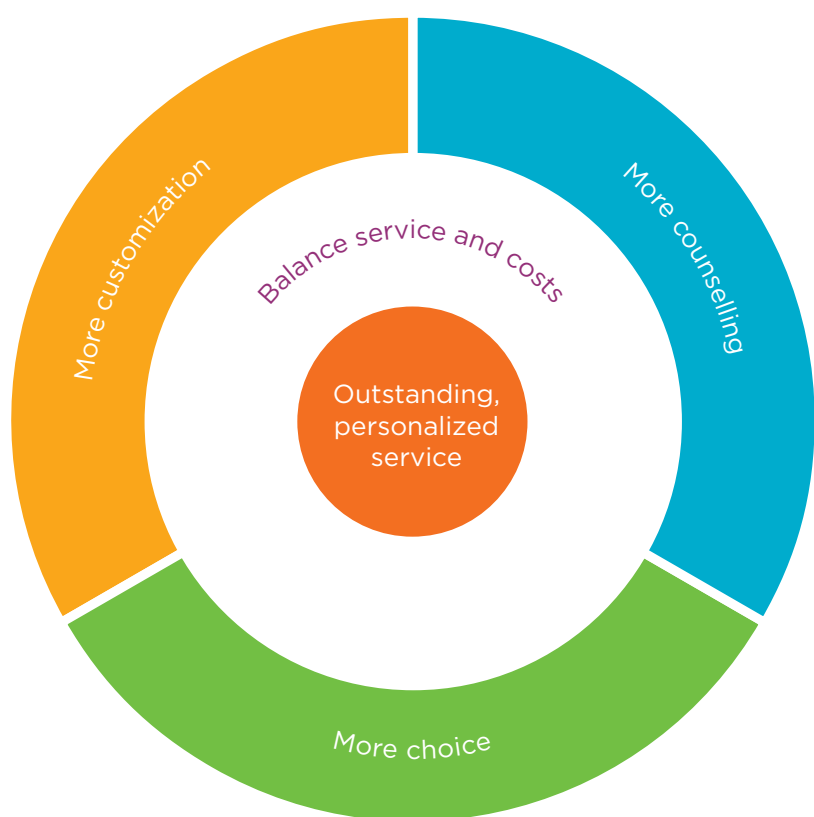 More customization
More counselling
Balance service and costs
Outstanding,
personalized
service
More choice